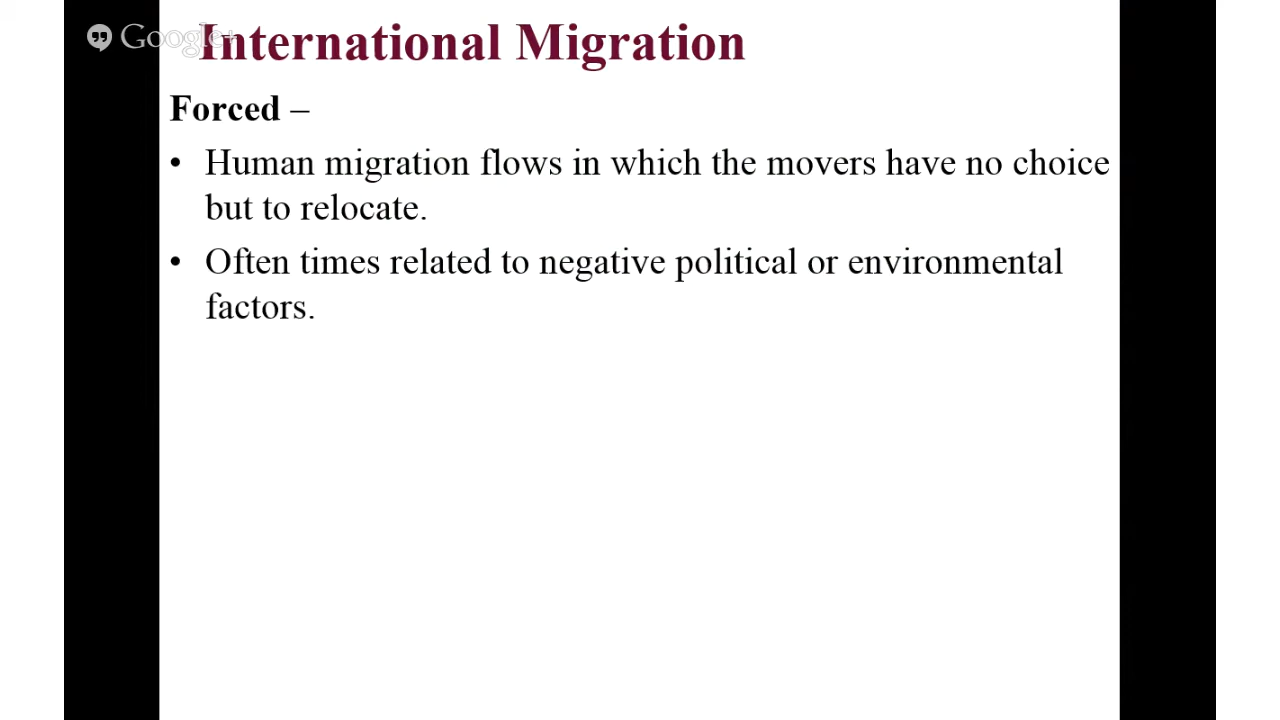 Google+
International Migration
Forced –
• Human migration flows in which the movers have no choice
but to relocate.
• Often times related to negative political or environmental
factors.